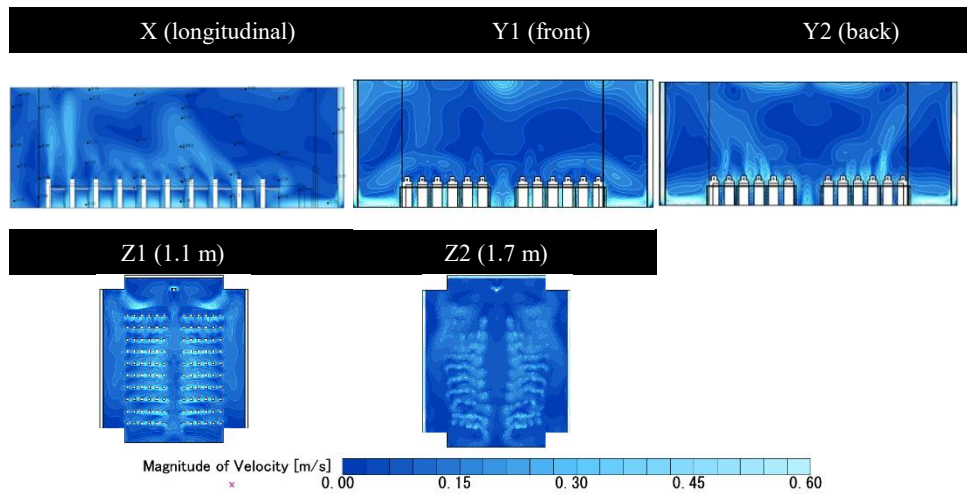 X (longitudinal)
Y1 (front)
Y2 (back)
Z1 (1.1 m)
Z2 (1.7 m)
Magnitude of Velocity [m/s]
x
0.00 0.15 0.30 0.45 0.60